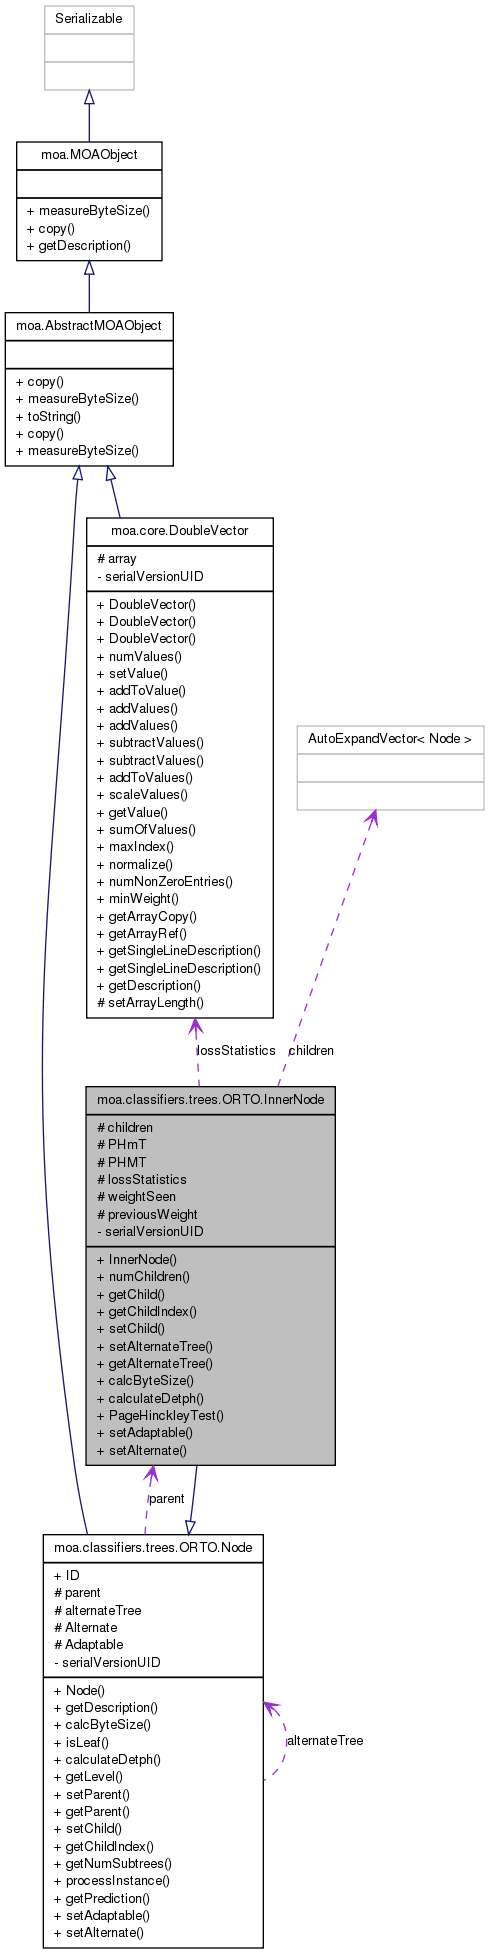 Serializable
moa.MOAObject
+ measureByteSize()
+ copy()
+ getDescription()
moa.AbstractMOAObject
+ copy()
+ measureByteSize()
+ toString()
+ copy()
+ measureByteSize()
moa.core.DoubleVector
# array
- serialVersionUID
+ DoubleVector()
+ DoubleVector()
+ DoubleVector()
+ numValues()
+ setValue()
+ addToValue()
+ addValues()
+ addValues()
+ subtractValues()
+ subtractValues()
+ addToValues()
+ scaleValues()
+ getValue()
+ sumOfValues()
+ maxIndex()
+ normalize()
+ numNonZeroEntries()
+ minWeight()
+ getArrayCopy()
+ getArrayRef()
+ getSingleLineDescription()
+ getSingleLineDescription()
+ getDescription()
# setArrayLength()
AutoExpandVector< Node >
lossStatistics
children
moa.classifiers.trees.ORTO.InnerNode
# children
# PHmT
# PHMT
# lossStatistics
# weightSeen
# previousWeight
- serialVersionUID
+ InnerNode()
+ numChildren()
+ getChild()
+ getChildIndex()
+ setChild()
+ setAlternateTree()
+ getAlternateTree()
+ calcByteSize()
+ calculateDetph()
+ PageHinckleyTest()
+ setAdaptable()
+ setAlternate()
parent
moa.classifiers.trees.ORTO.Node
+ ID
# parent
# alternateTree
# Alternate
# Adaptable
- serialVersionUID
+ Node()
+ getDescription()
+ calcByteSize()
+ isLeaf()
+ calculateDetph()
+ getLevel()
+ setParent()
+ getParent()
+ setChild()
+ getChildIndex()
+ getNumSubtrees()
+ processInstance()
+ getPrediction()
+ setAdaptable()
+ setAlternate()
alternateTree